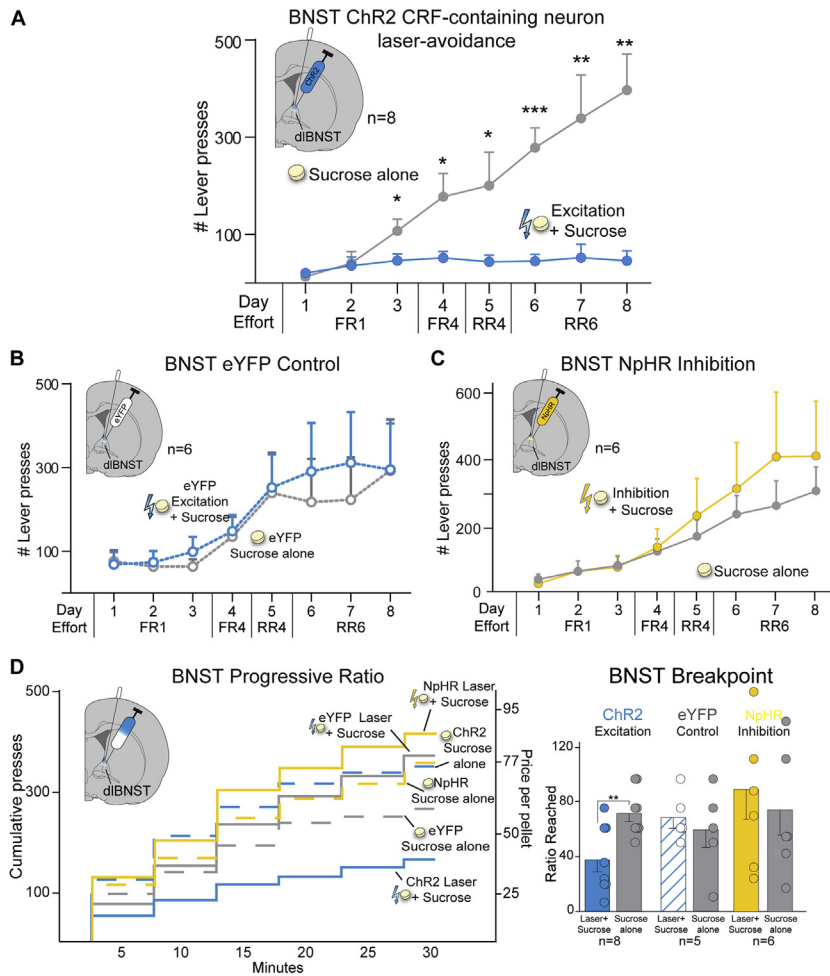 A
BNST ChR2 CRF-containing neuron
laser-avoidance
500
300
100
# Lever presses
ChR2
dlBNST
n=8
Sucrose alone
*
*
*
***
**
**
Excitation
+ Sucrose
Day
1 2 3 4 5 6 7 8
Effort
FR1 FR4 RR4 RR6
B
BNST eYFP Control
500
300
100
# Lever presses
eYFP
dlBNST
n=6
eYFP
Excitation
+ Sucrose
eYFP
Sucrose alone
Day
1 2 3 4 5 6 7 8
Effort
FR1 FR4 RR4 RR6
C
BNST NpHR Inhibition
600
400
200
0
# Lever presses
NpHR
dlBNST
n=6
Inhibition
+ Sucrose
Sucrose alone
Day
1 2 3 4 5 6 7 8
Effort
FR1 FR4 RR4 RR6
D
BNST Progressive Ratio
500
300
100
Cumulative presses
dlBNST
NpHR Laser
+ Sucrose
eYFP Laser
+ Sucrose
ChR2
Sucrose
alone
NpHR
Sucrose alone
eYFP
Sucrose alone
ChR2 Laser
+ Sucrose
95
77
50
25
Price per pellet
5 10 15 20 25 30
Minutes
BNST Breakpoint
ChR2 eYFP NpHR
Excitation Control Inhibition
120
80
40
0
Ratio Reached
**
Laser+ Sucrose Laser+ Sucrose Laser+ Sucrose
Sucrose alone Sucrose alone Sucrose alone
n=8 n=5 n=6